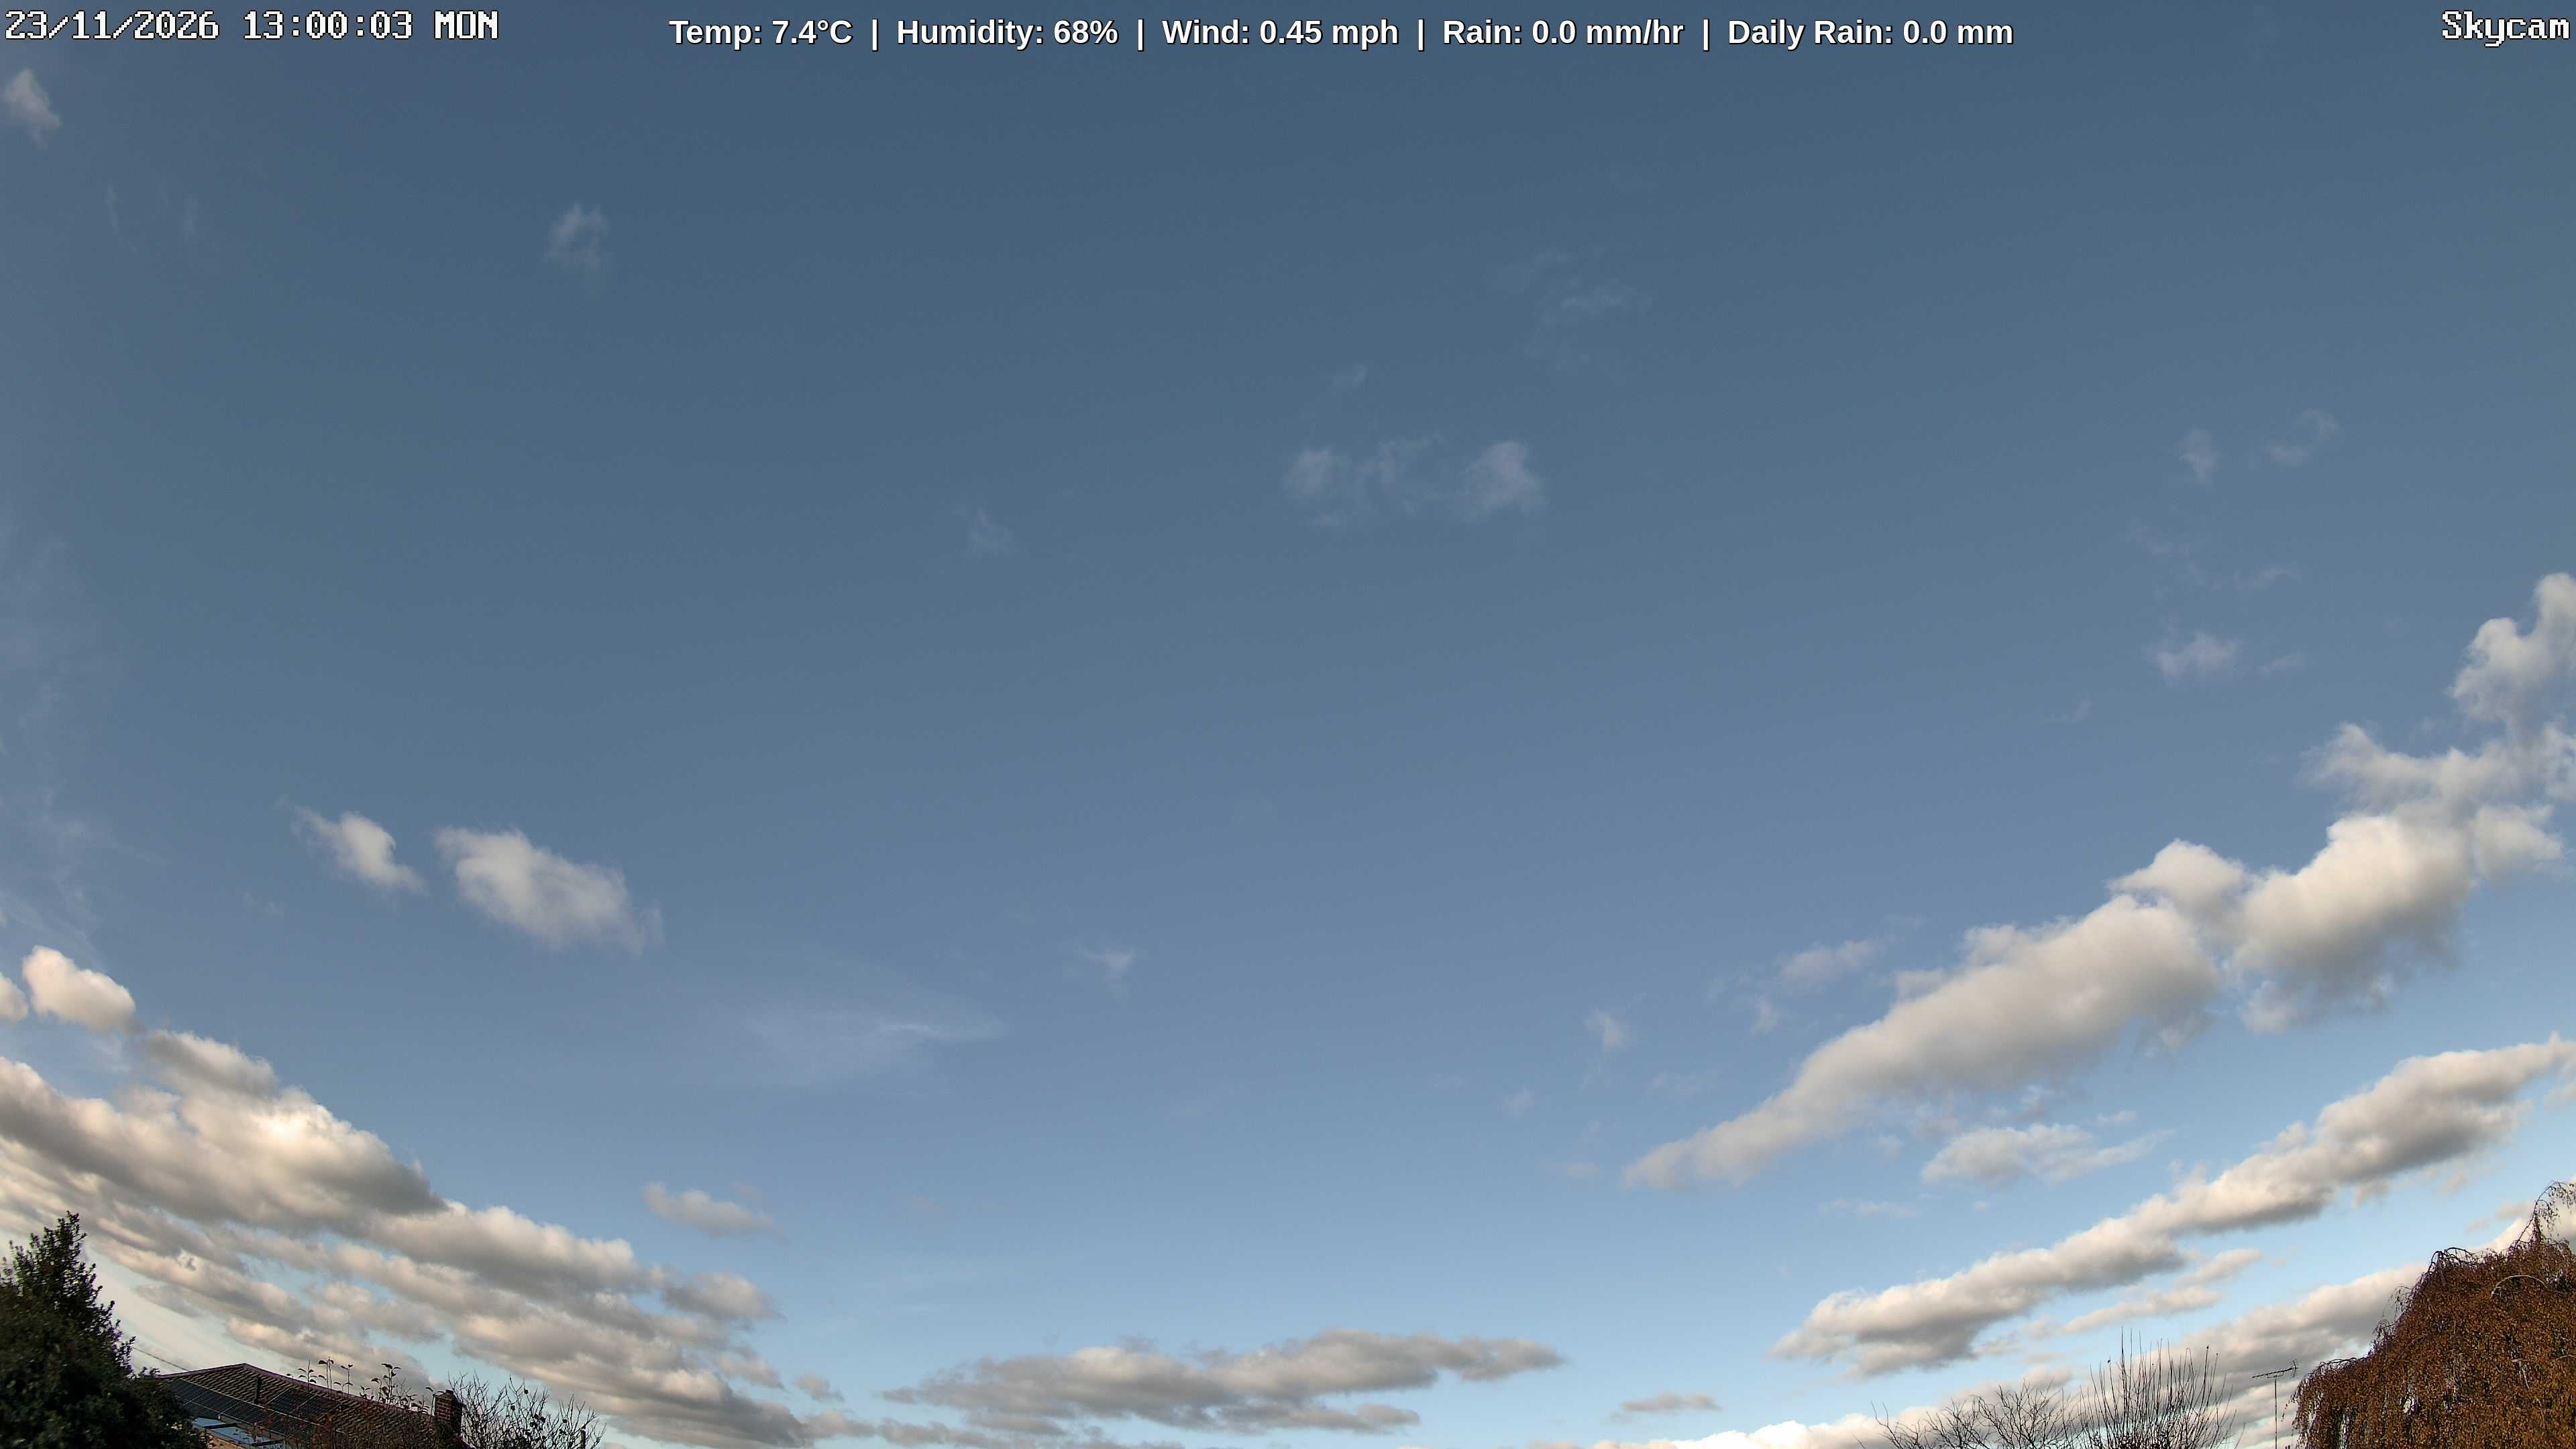 23/11/2026 13:00:03 MON
Temp: 7.4°C | Humidity: 68% | Wind: 0.45 mph | Rain: 0.0 mm/hr | Daily Rain: 0.0 mm
Skycam